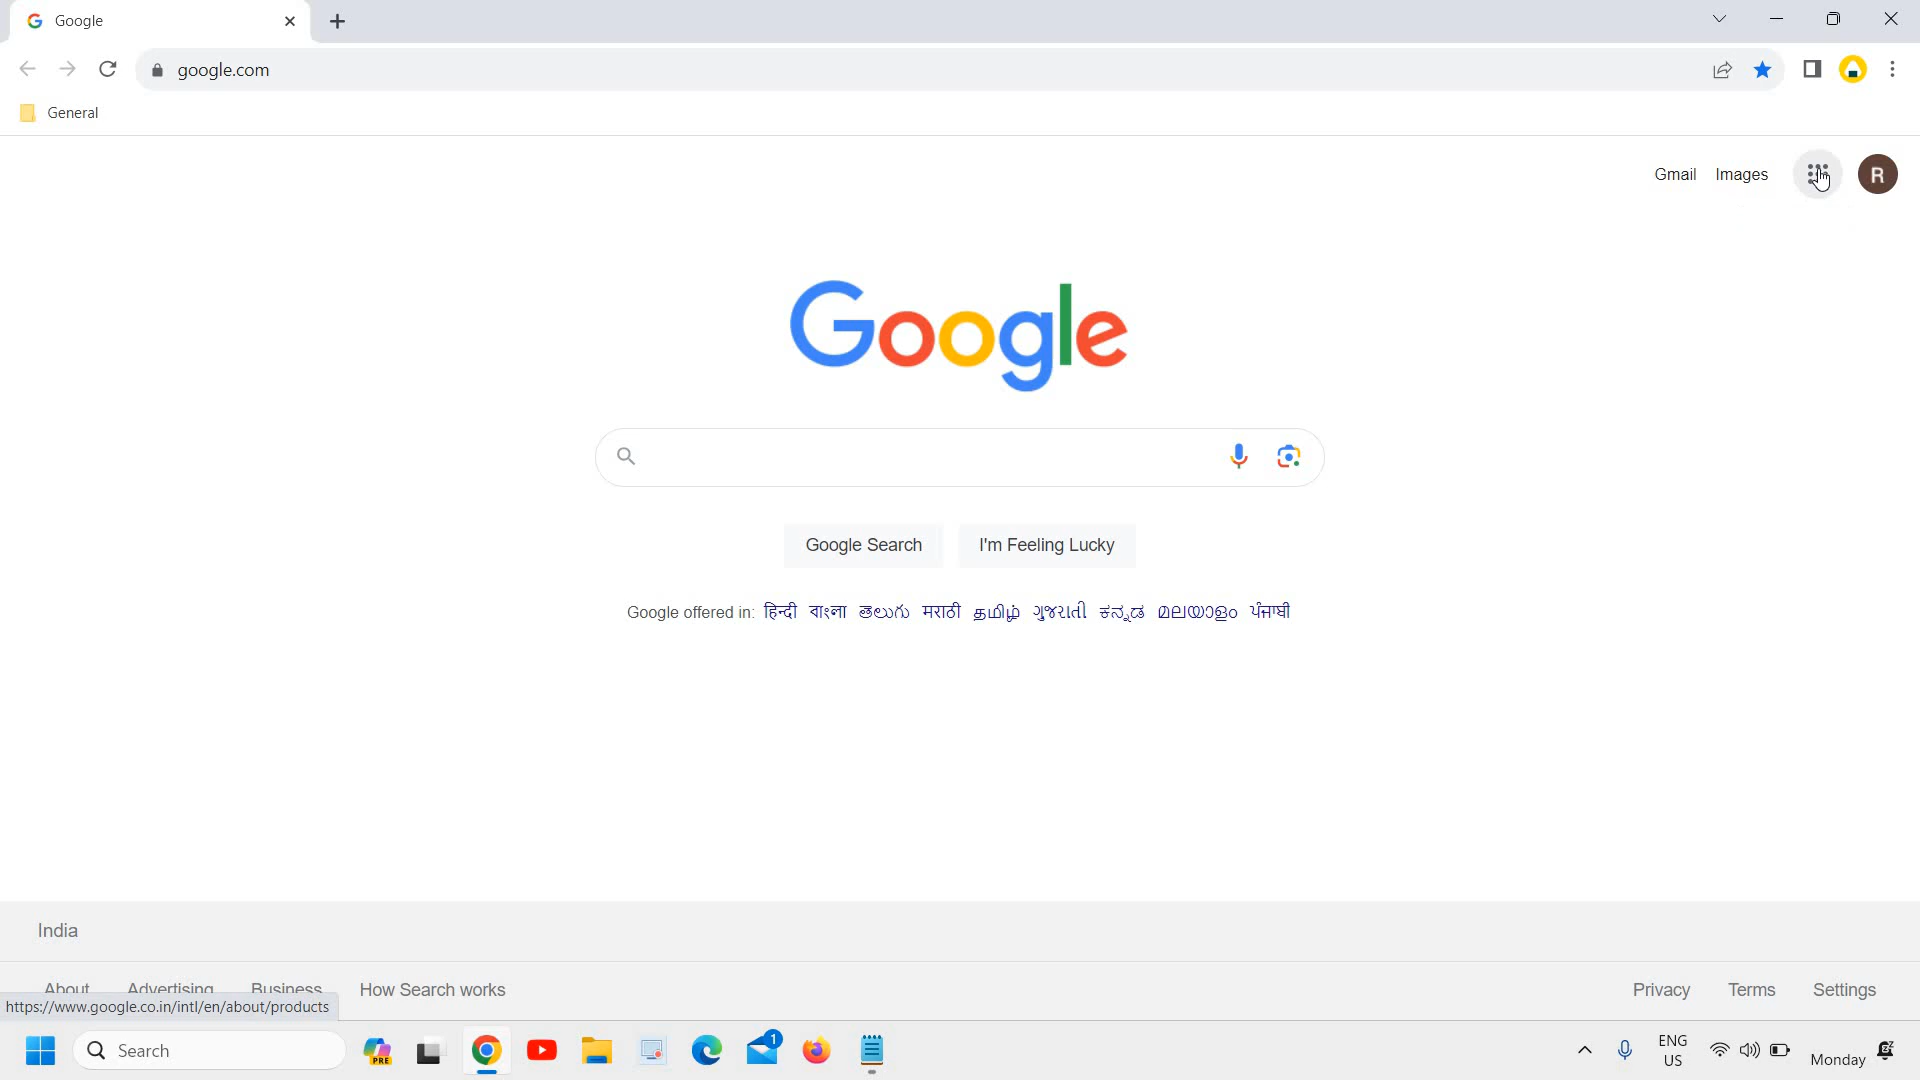 Google
google.com
General
Gmail Images R
Google
Google Search I'm Feeling Lucky
Google offered in: हिन्दी বাংলা తెలుగు मराठी தமிழ் ગુજરાતી ಕನ್ನಡ മലയാളം ਪੰਜਾਬੀ
India
About Advertising Business How Search works Privacy Terms Settings
https://www.google.co.in/intl/en/about/products
Search PRE 1 ENG
US
Monday